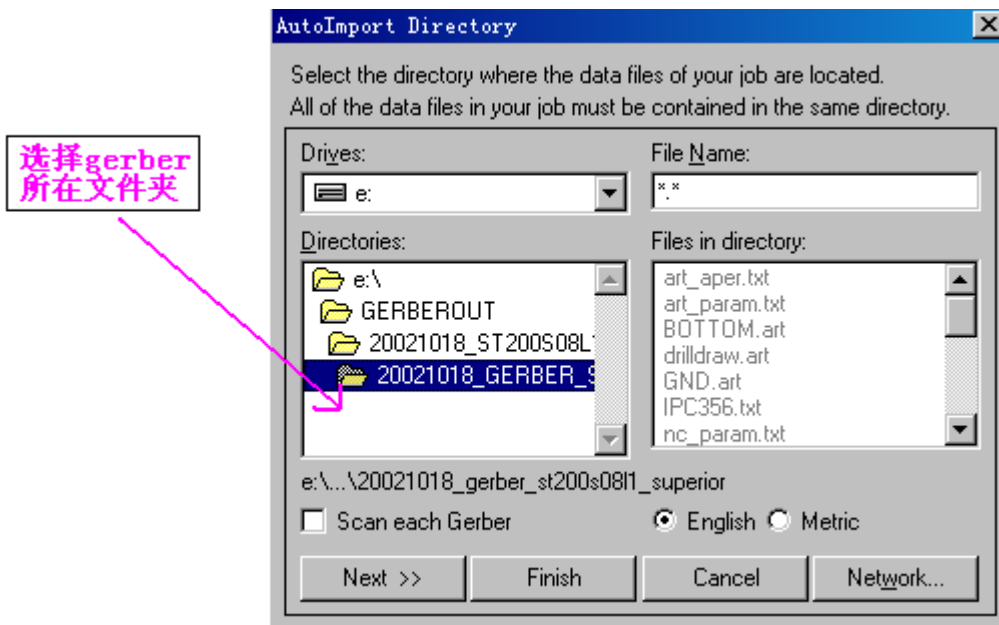 AutoImport Directory
Select the directory where the data files of your job are located.
All of the data files in your job must be contained in the same directory.
选择gerber
所在文件夹
Drives:
File Name:
e:
*.*
Directories:
Files in directory:
e:\
GERBEROUT
20021018_ST200S08L
20021018_GERBER_S
art_aper.txt
art_param.txt
BOTTOM.art
drilldraw.art
GND.art
IPC356.txt
nc_param.txt
e:\...\20021018_gerber_st200s08l1_superior
Scan each Gerber
English
Metric
Next >>
Finish
Cancel
Network...